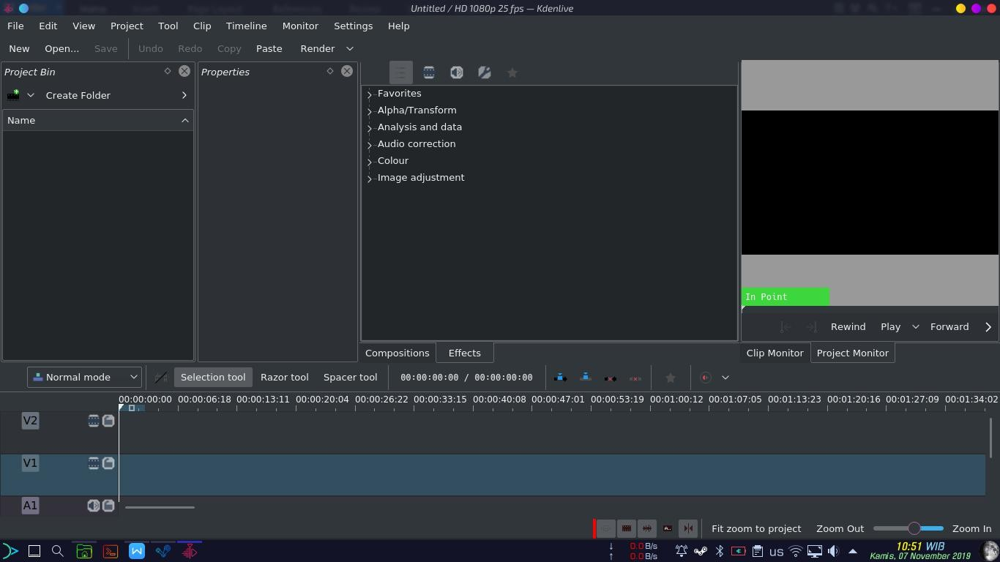 Untitled / HD 1080p 25 fps — Kdenlive
File Edit View Project Tool Clip Timeline Monitor Settings Help
New Open... Save Undo Redo Copy Paste Render
Project Bin
Properties
Create Folder
Name
Favorites
Alpha/Transform
Analysis and data
Audio correction
Colour
Image adjustment
In Point
Rewind Play Forward
Compositions Effects
Clip Monitor Project Monitor
Normal mode Selection tool Razor tool Spacer tool 00:00:00:00 / 00:00:00:00
00:00:00:00 00:00:06:18 00:00:13:11 00:00:20:04 00:00:26:22 00:00:33:15 00:00:40:08 00:00:47:01 00:00:53:19 00:01:00:12 00:01:07:05 00:01:13:23 00:01:20:16 00:01:27:09 00:01:34:02
V2
V1
A1
Fit zoom to project Zoom Out Zoom In
0.0 B/s
0.0 B/s
us
10:51 WIB
Kamis, 07 November 2019